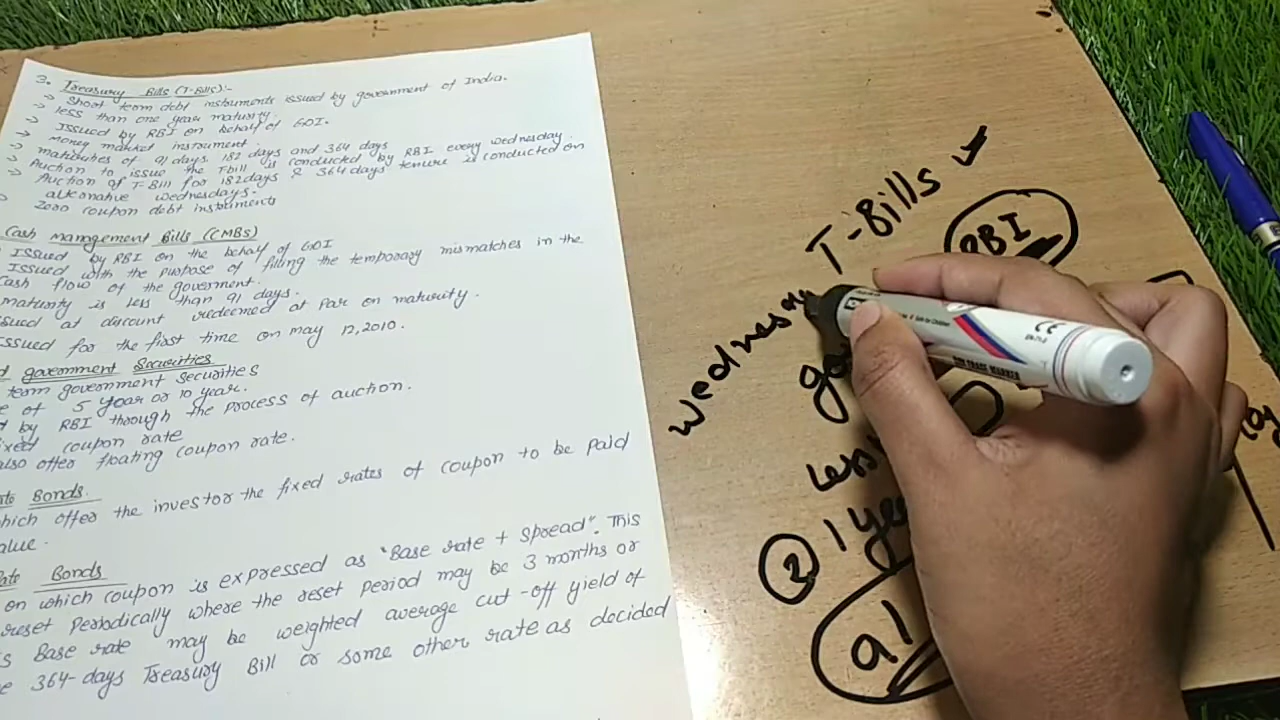 3. Treasury Bills (T-Bills):-
→ Short term debt instruments issued by government of India.
→ less than one year maturity.
→ Issued by RBI on behalf of GOI.
→ Money market instrument.
→ maturities of 91 days, 182 days and 364 days
→ Auction to issue the Tbill is conducted by RBI every wednesday.
→ Auction of T-Bill for 182days & 364days tenure is conducted on
alternative wednesdays.
zero coupon debt instruments
Cash Management Bills (CMBs)
Issued by RBI on the behalf of GOI
Issued with the purpose of filling the temporary mismatches in the
cash flow of the goverment.
maturity is less than 91 days.
issued at discount redeemed at par on maturity.
issued for the first time on may 12, 2010.
government securities
term government securities
of 5 year or 10 year.
by RBI through the process of auction.
fixed coupon rate
also offer floating coupon rate.
Bonds.
which offer the investor the fixed rates of coupon to be paid
value.
Bonds
on which coupon is expressed as "Base rate + Spread". This
reset periodically where the reset period may be 3 months or
Base rate may be weighted average cut-off yield of
364-days Treasury Bill or some other rate as decided
T-Bills ✓
RBI
wednes
less
② 1 year
91